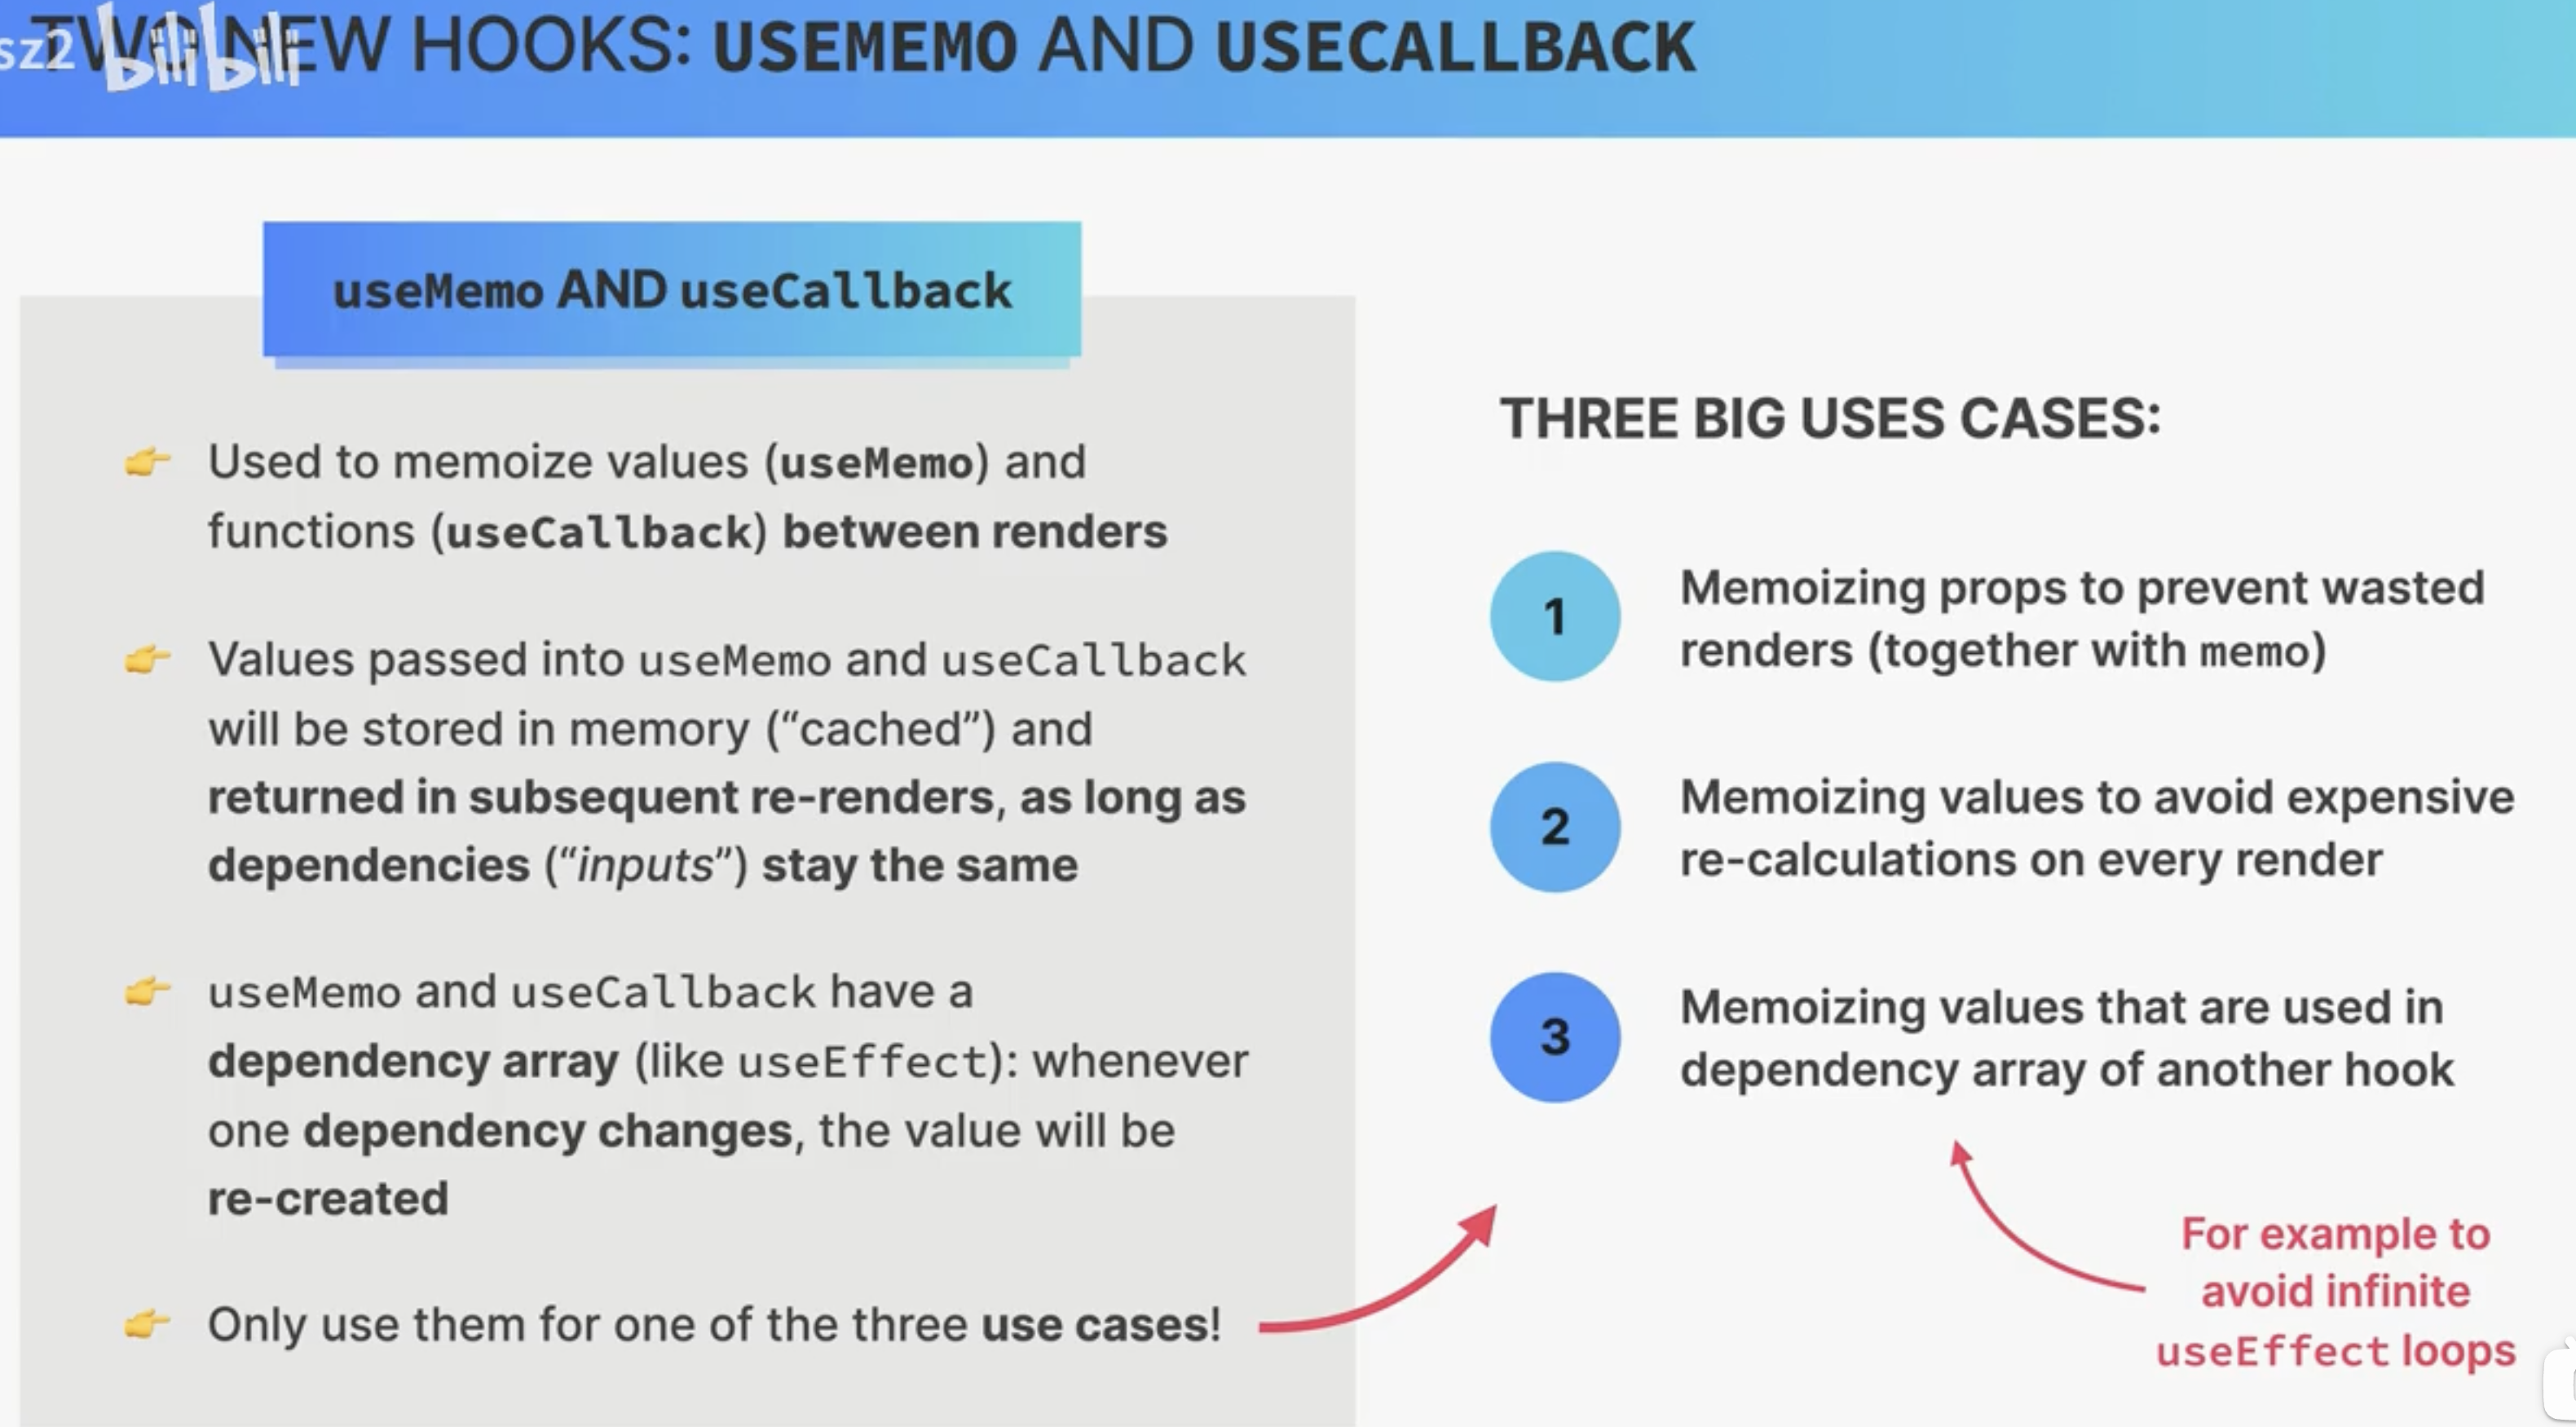 sz2 bilibili
TWO NEW HOOKS: USEMEMO AND USECALLBACK
useMemo AND useCallback
Used to memoize values (useMemo) and
functions (useCallback) between renders
Values passed into useMemo and useCallback
will be stored in memory (“cached”) and
returned in subsequent re-renders, as long as
dependencies (“inputs”) stay the same
useMemo and useCallback have a
dependency array (like useEffect): whenever
one dependency changes, the value will be
re-created
Only use them for one of the three use cases!
THREE BIG USES CASES:
1
Memoizing props to prevent wasted
renders (together with memo)
2
Memoizing values to avoid expensive
re-calculations on every render
3
Memoizing values that are used in
dependency array of another hook
For example to
avoid infinite
useEffect loops